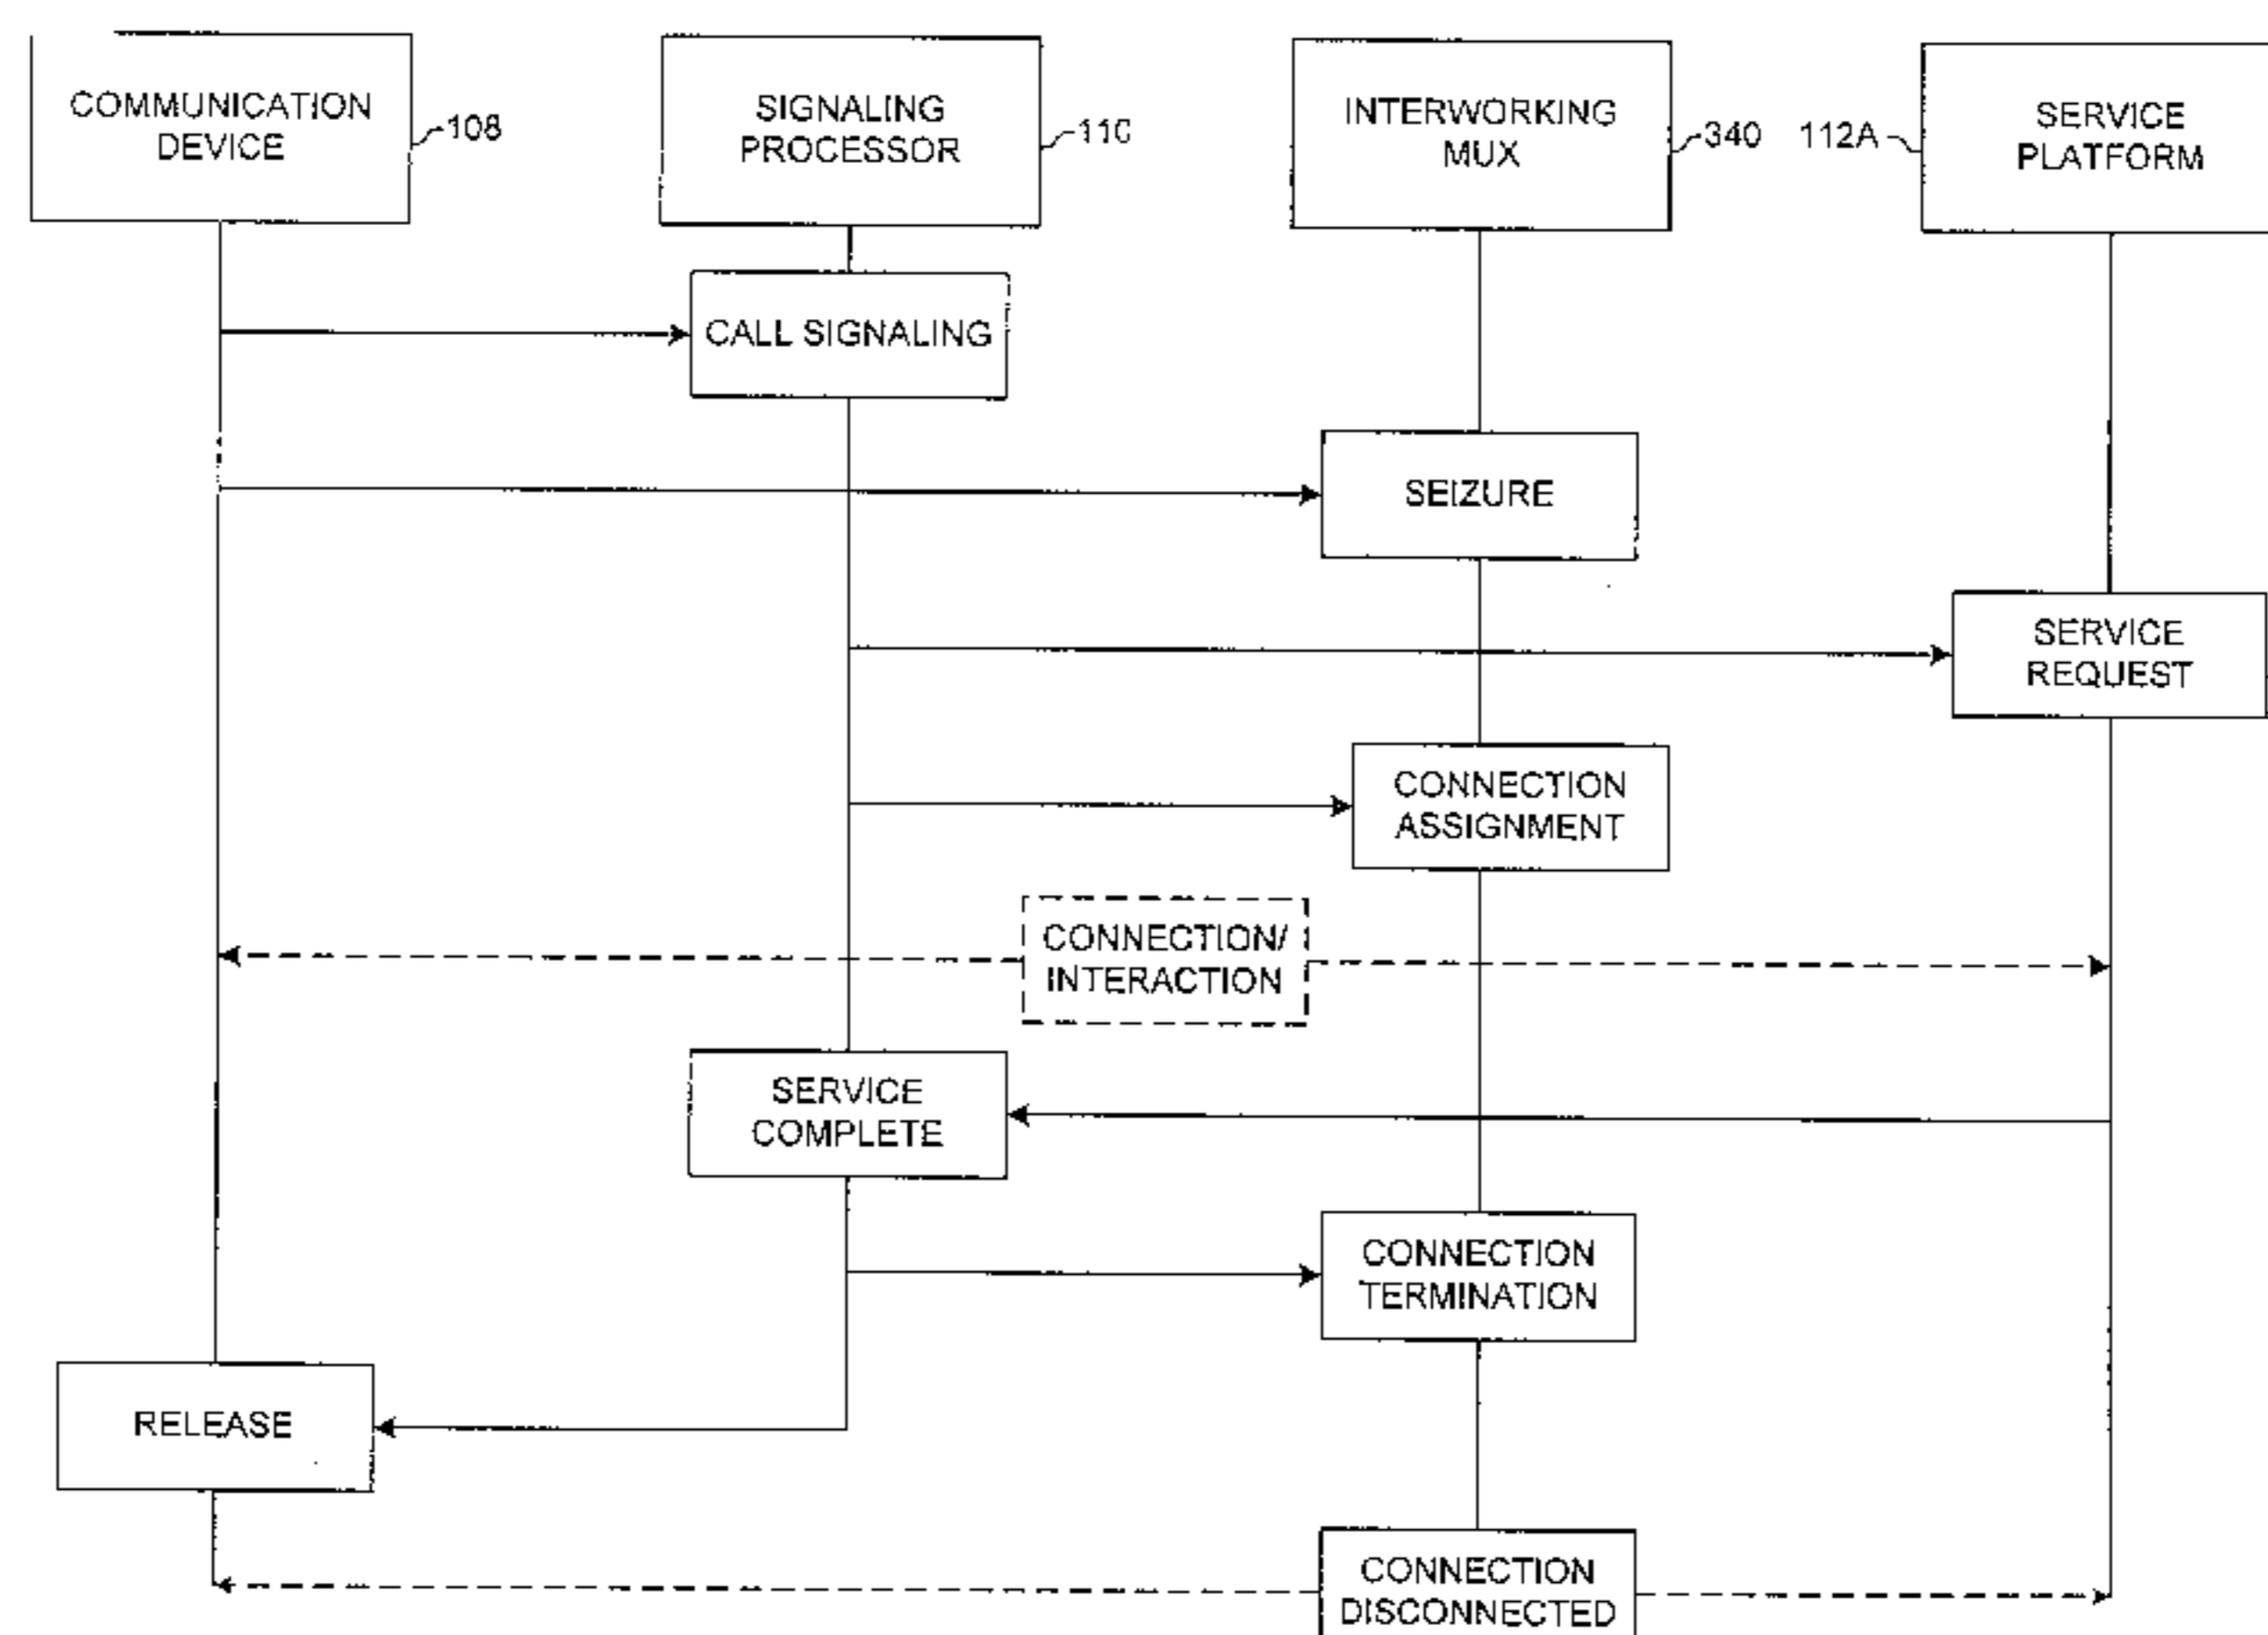 COMMUNICATION
DEVICE
108
SIGNALING
PROCESSOR
110
INTERWORKING
MUX
340
112A
SERVICE
PLATFORM
CALL SIGNALING
SEIZURE
SERVICE
REQUEST
CONNECTION
ASSIGNMENT
CONNECTION/
INTERACTION
SERVICE
COMPLETE
CONNECTION
TERMINATION
RELEASE
CONNECTION
DISCONNECTED